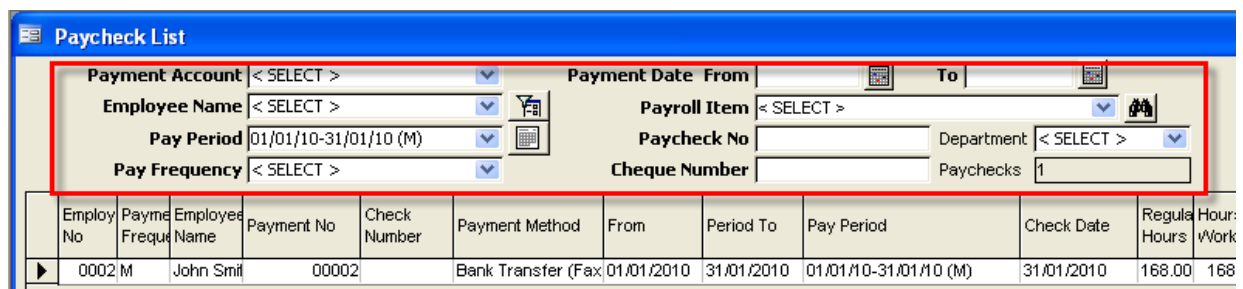 Paycheck List
Payment Account < SELECT > Payment Date From To
Employee Name < SELECT > Payroll Item < SELECT >
Pay Period 01/01/10-31/01/10 (M) Paycheck No Department < SELECT >
Pay Frequency < SELECT > Cheque Number Paychecks 1
Employ Payme Employee Payment No Check Payment Method From Period To Pay Period Check Date Regula Hour
No Freque Name Number Hours Work
0002 M John Smit 00002 Bank Transfer (Fax 01/01/2010 31/01/2010 01/01/10-31/01/10 (M) 31/01/2010 168.00 168